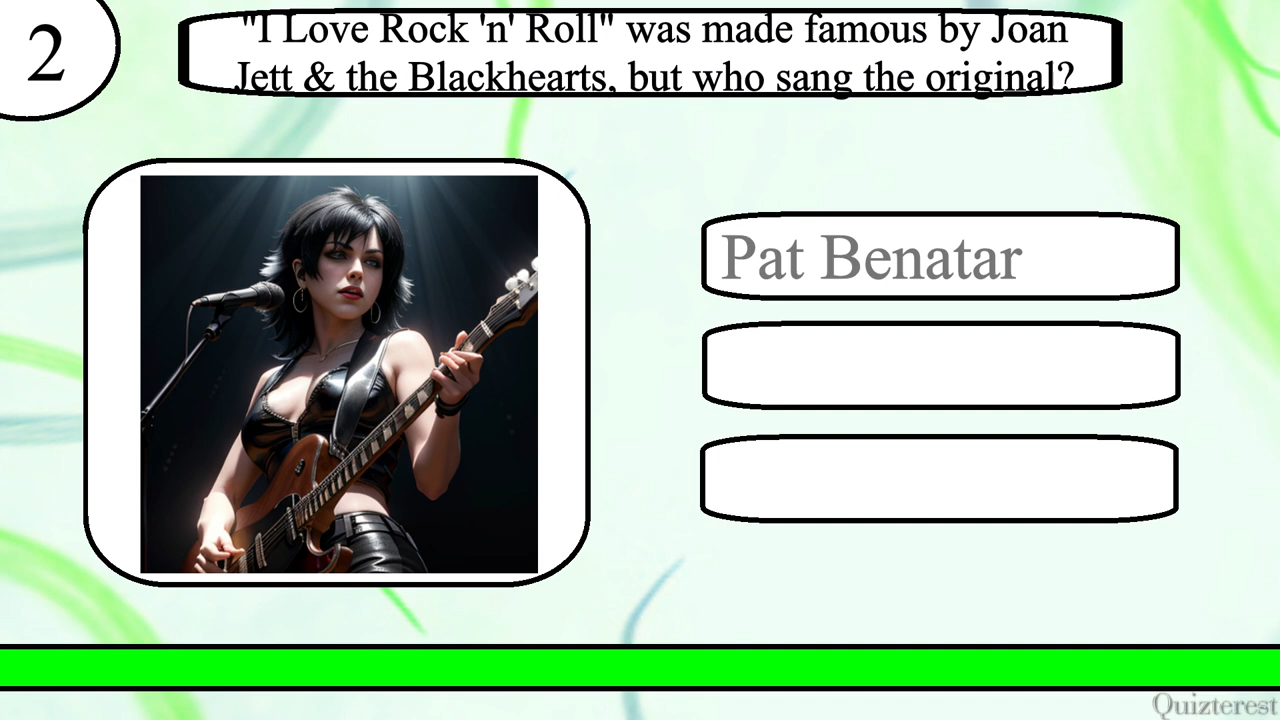 2
"I Love Rock 'n' Roll" was made famous by Joan
Jett & the Blackhearts, but who sang the original?
Pat Benatar
Quizterest